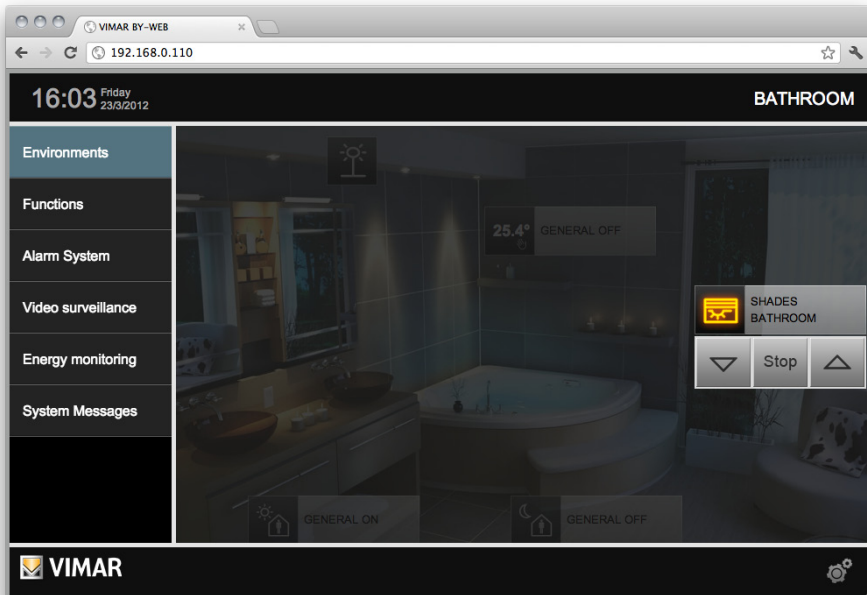 VIMAR BY-WEB
192.168.0.110
16:03 Friday
23/3/2012
BATHROOM
Environments
Functions
Alarm System
Video surveillance
Energy monitoring
System Messages
25.4° GENERAL OFF
SHADES
BATHROOM
Stop
GENERAL ON
GENERAL OFF
VIMAR